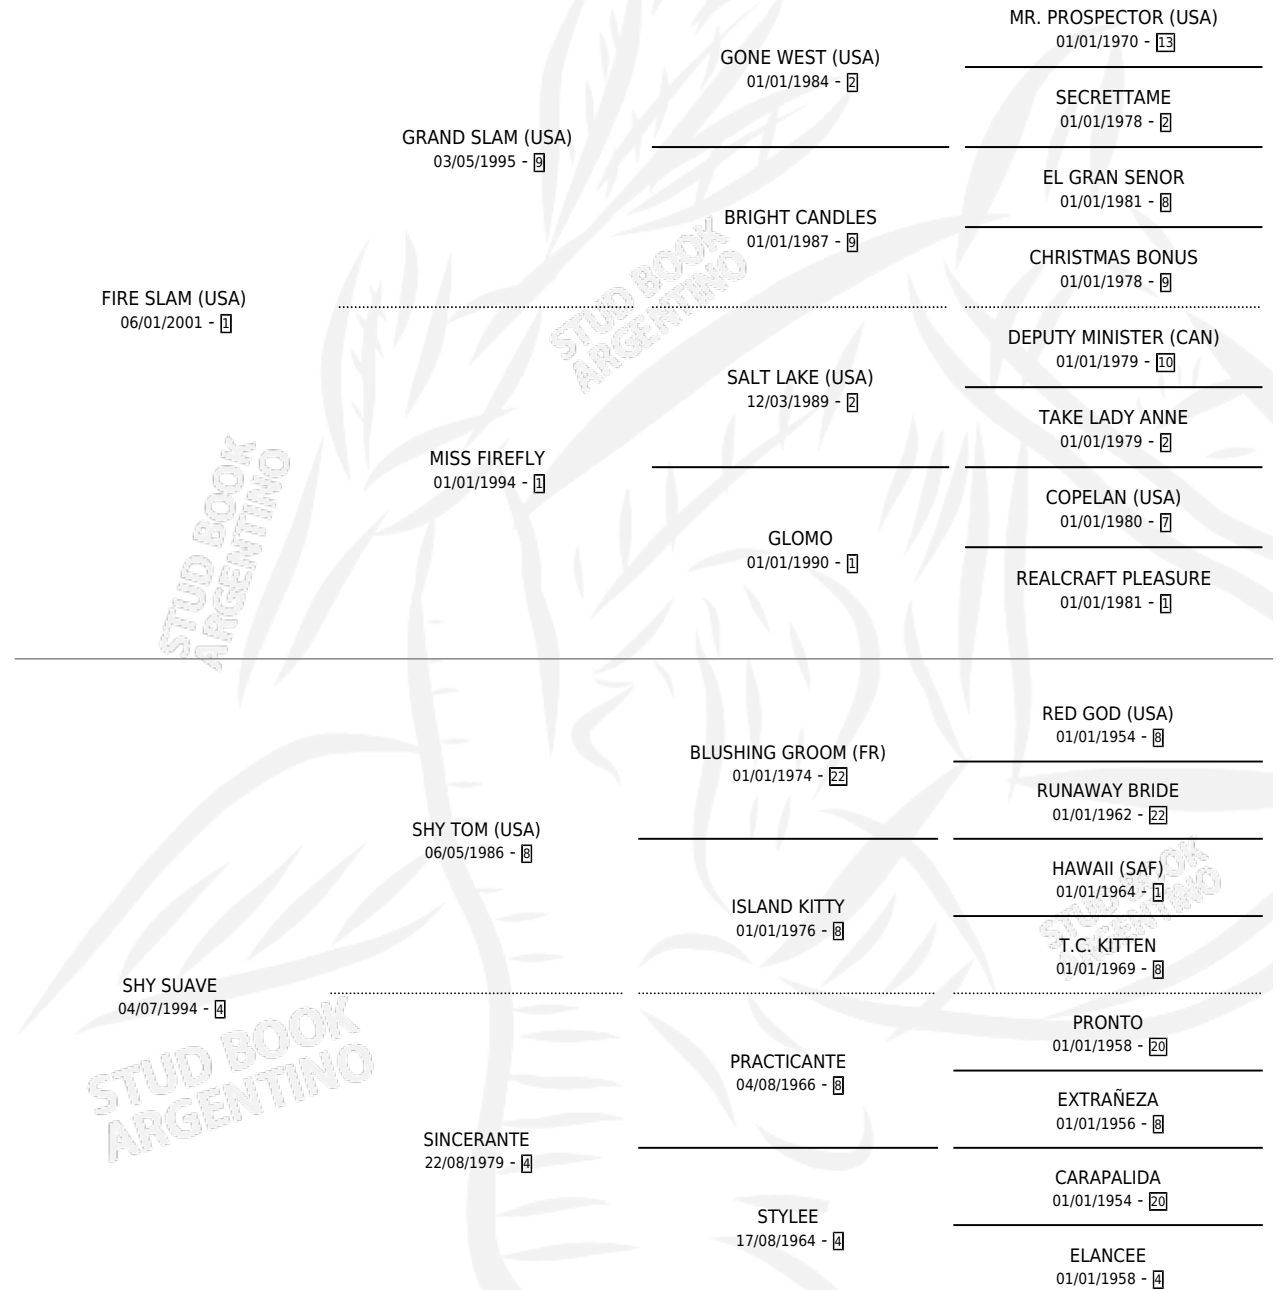 MR. PROSPECTOR (USA)
01/01/1970 - 13
GONE WEST (USA)
01/01/1984 - 2
SECRETTAME
01/01/1978 - 2
GRAND SLAM (USA)
03/05/1995 - 9
EL GRAN SENOR
01/01/1981 - 8
BRIGHT CANDLES
01/01/1987 - 9
CHRISTMAS BONUS
01/01/1978 - 9
FIRE SLAM (USA)
06/01/2001 - 1
STUD BOOK
ARGENTINO
DEPUTY MINISTER (CAN)
01/01/1979 - 10
SALT LAKE (USA)
12/03/1989 - 2
TAKE LADY ANNE
01/01/1979 - 2
MISS FIREFLY
01/01/1994 - 1
COPELAN (USA)
01/01/1980 - 7
GLOMO
01/01/1990 - 1
REALCRAFT PLEASURE
01/01/1981 - 1
STUD BOOK
ARGENTINO
RED GOD (USA)
01/01/1954 - 8
BLUSHING GROOM (FR)
01/01/1974 - 22
RUNAWAY BRIDE
01/01/1962 - 22
SHY TOM (USA)
06/05/1986 - 8
HAWAII (SAF)
01/01/1964 - 1
ISLAND KITTY
01/01/1976 - 8
T.C. KITTEN
01/01/1969 - 8
STUD BOOK
ARGENTINO
SHY SUAVE
04/07/1994 - 4
PRONTO
01/01/1958 - 20
PRACTICANTE
04/08/1966 - 8
EXTRAÑEZA
01/01/1956 - 8
STUD BOOK
ARGENTINO
SINCERANTE
22/08/1979 - 4
CARAPALIDA
01/01/1954 - 20
STYLEE
17/08/1964 - 4
ELANCEE
01/01/1958 - 4